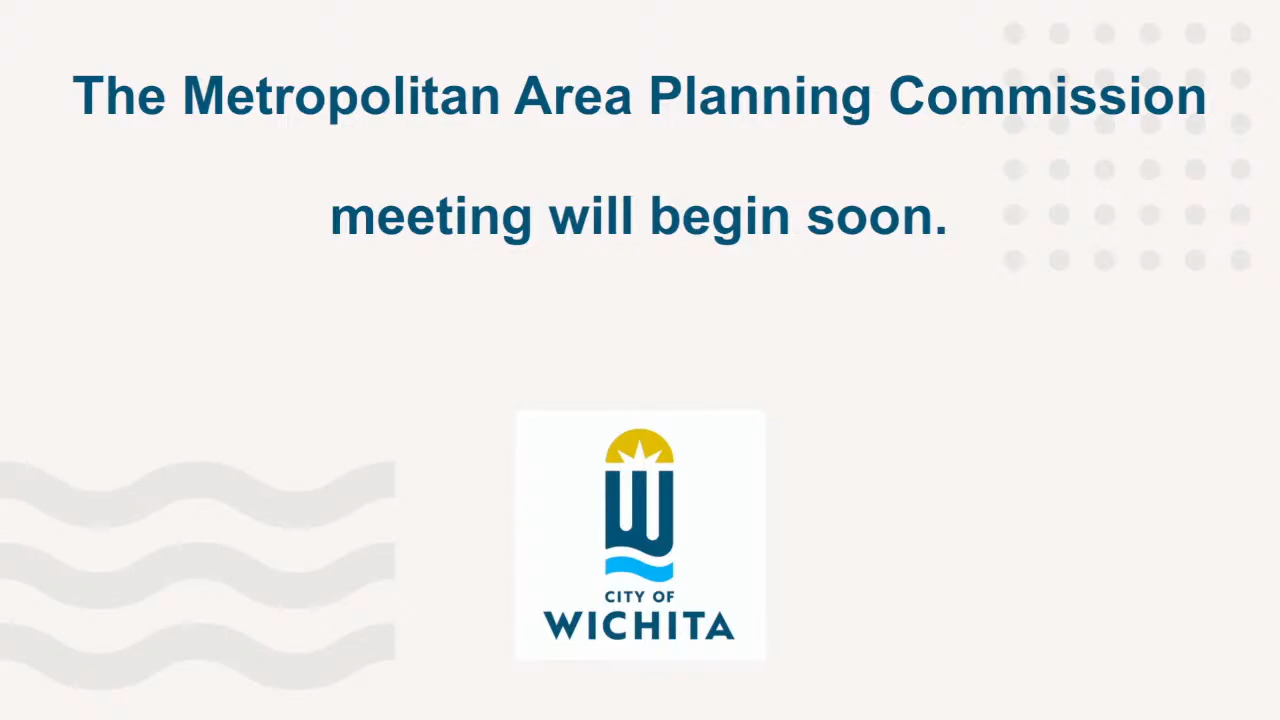 The Metropolitan Area Planning Commission
meeting will begin soon.
CITY OF
WICHITA